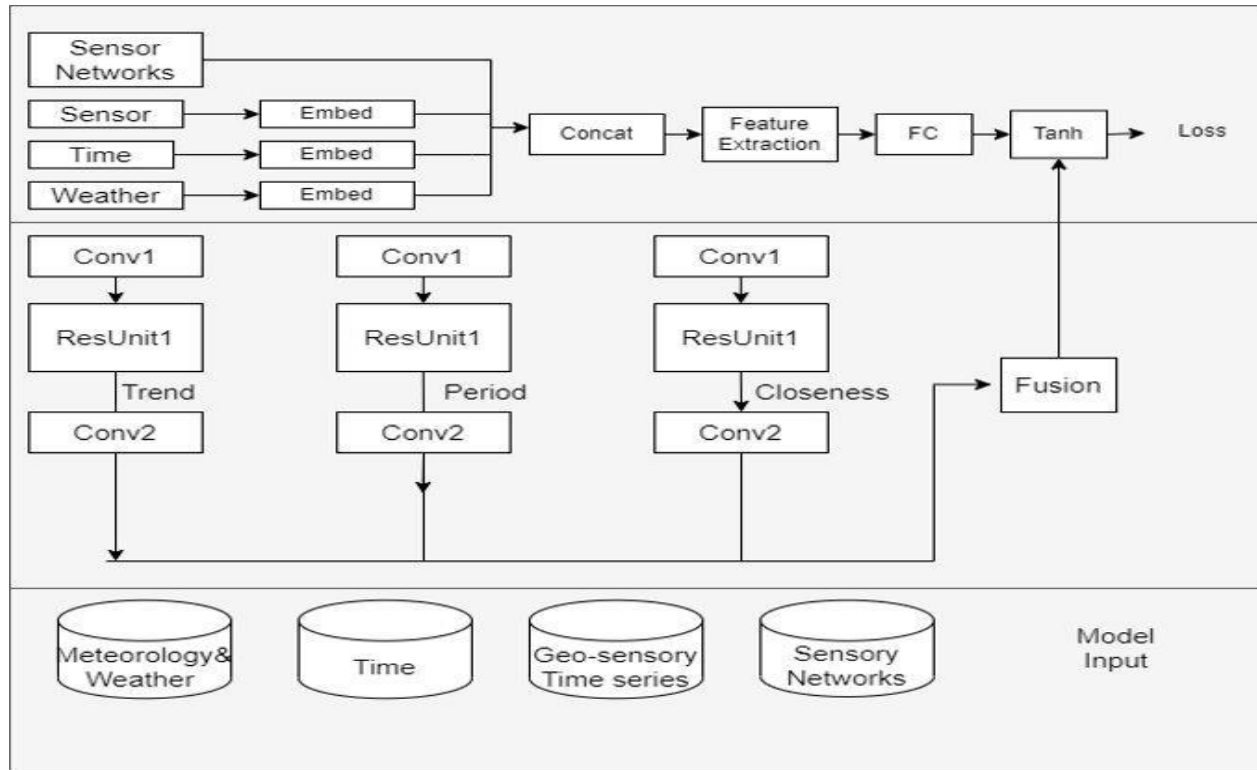 Sensor
Networks
Sensor
Embed
Time
Embed
Weather
Embed
Concat
Feature
Extraction
FC
Tanh
Loss
Conv1
Conv1
Conv1
ResUnit1
ResUnit1
ResUnit1
Trend
Period
Closeness
Conv2
Conv2
Conv2
Fusion
Meteorology&
Weather
Time
Geo-sensory
Time series
Sensory
Networks
Model
Input